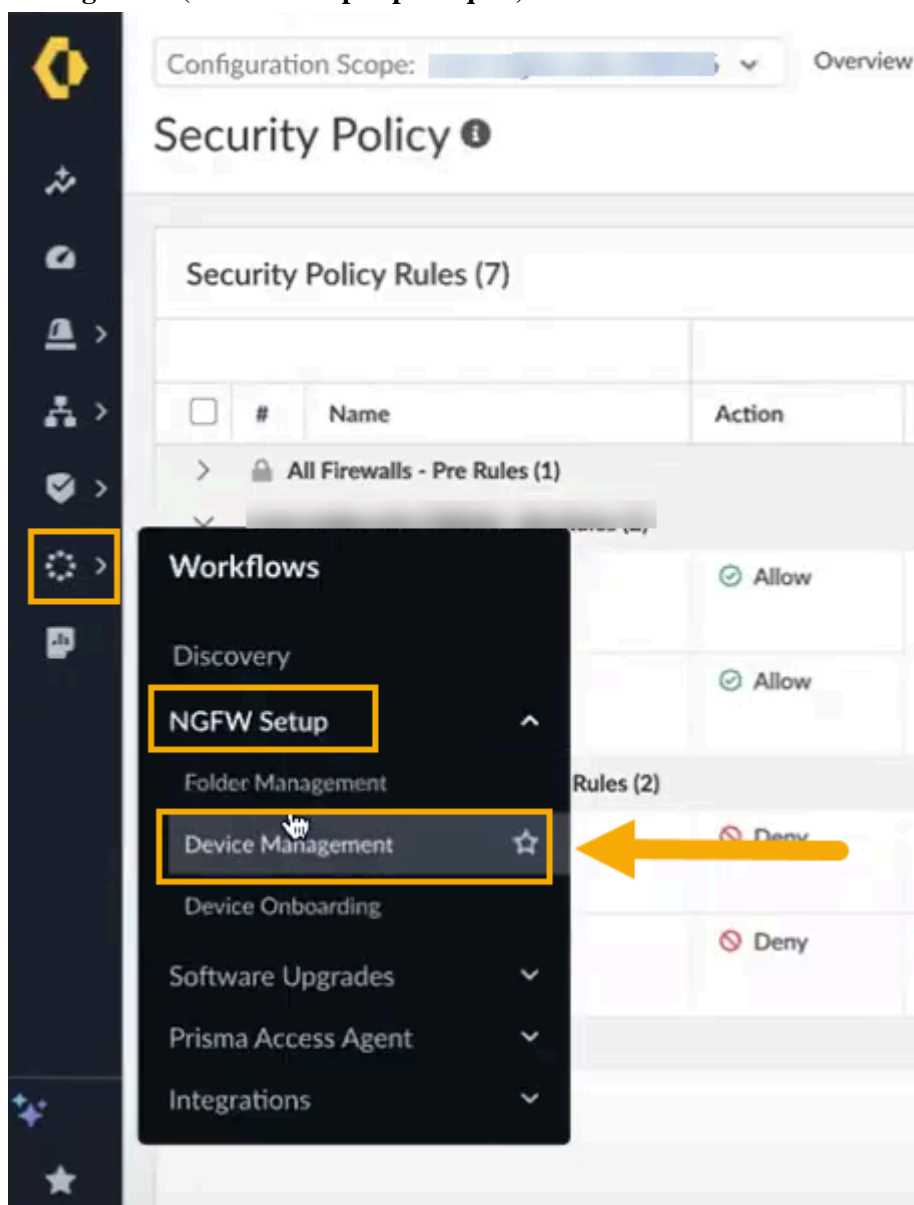 Configuration Scope:
Overview
Security Policy
Security Policy Rules (7)
# Name Action
All Firewalls - Pre Rules (1)
Workflows
Allow
Discovery
Allow
NGFW Setup
Folder Management
Rules (2)
Device Management
Deny
Device Onboarding
Deny
Software Upgrades
Prisma Access Agent
Integrations